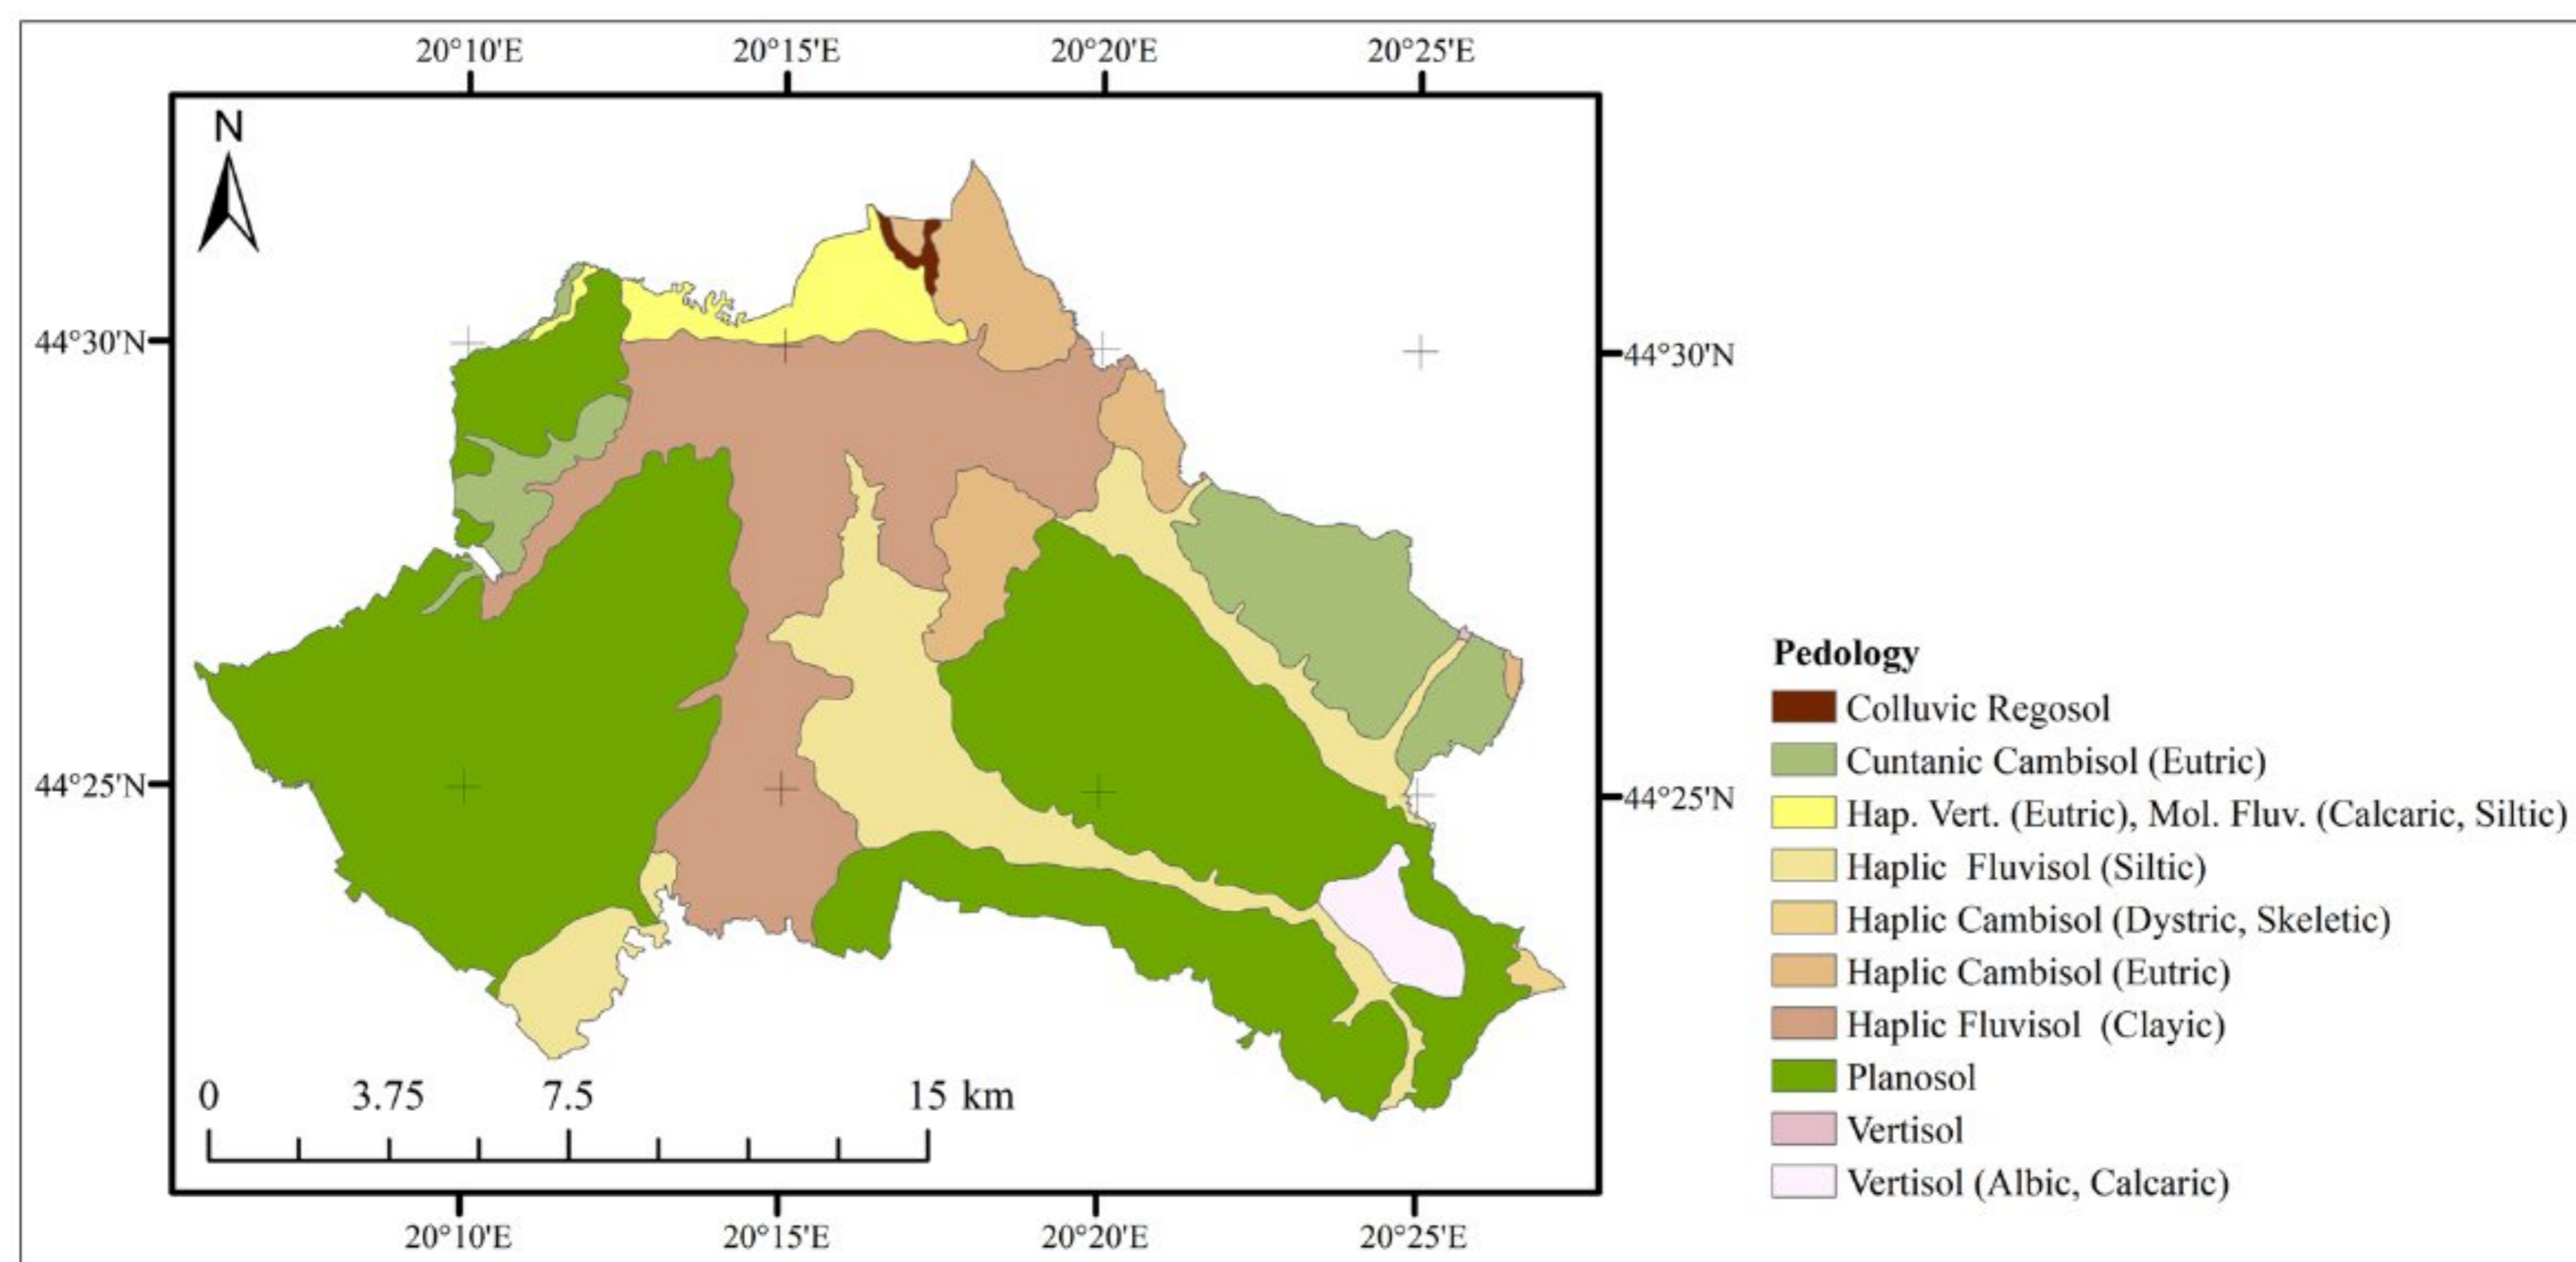 20°10'E 20°15'E 20°20'E 20°25'E
N
44°30'N 44°30'N
44°25'N 44°25'N
Pedology
Colluvic Regosol
Cuntanic Cambisol (Eutric)
Hap. Vert. (Eutric), Mol. Fluv. (Calcaric, Siltic)
Haplic Fluvisol (Siltic)
Haplic Cambisol (Dystric, Skeletic)
Haplic Cambisol (Eutric)
Haplic Fluvisol (Clayic)
Planosol
Vertisol
Vertisol (Albic, Calcaric)
0 3.75 7.5 15 km
20°10'E 20°15'E 20°20'E 20°25'E